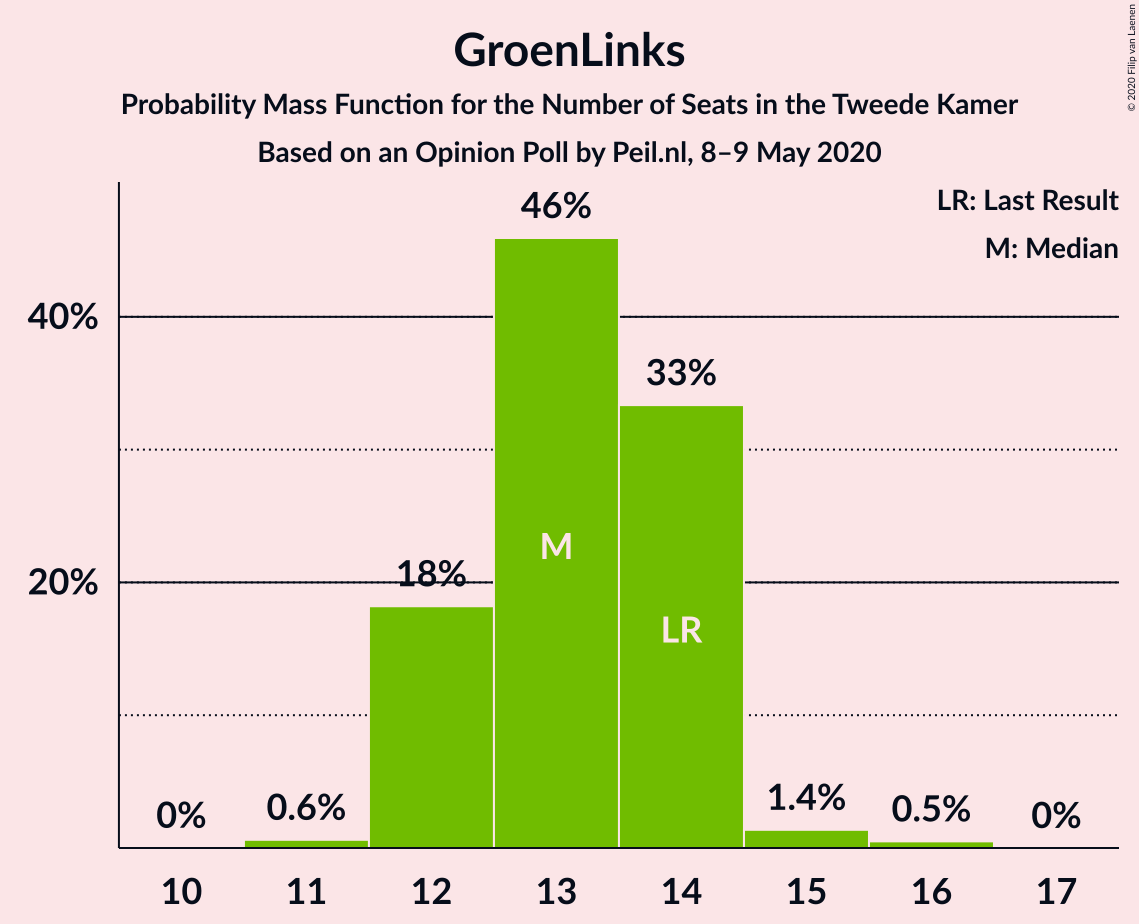 GroenLinks
Probability Mass Function for the Number of Seats in the Tweede Kamer
Based on an Opinion Poll by Peil.nl, 8–9 May 2020
© 2020 Filip van Laenen
LR: Last Result
M: Median
40%
20%
0%
0.6%
18%
46%
33%
1.4%
0.5%
0%
M
LR
10
11
12
13
14
15
16
17